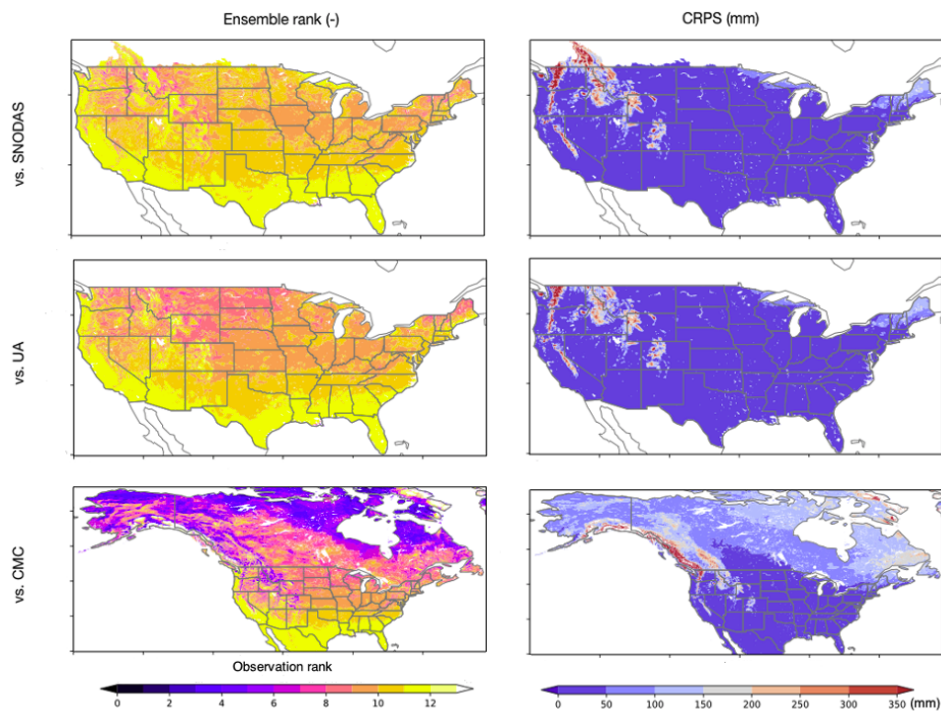 Ensemble rank (-)
CRPS (mm)
vs. SNODAS
vs. UA
vs. CMC
Observation rank
0 2 4 6 8 10 12
0 50 100 150 200 250 300 350 (mm)